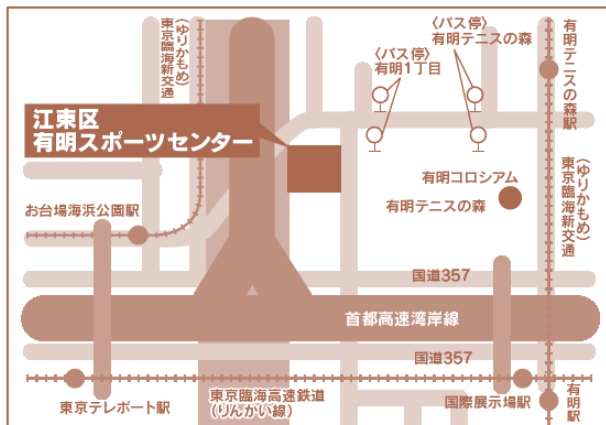 東京臨海新交通
（ゆりかもめ）
〈バス停〉
有明テニスの森
〈バス停〉
有明1丁目
有明テニスの森駅
江東区
有明スポーツセンター
東京臨海新交通
（ゆりかもめ）
有明コロシアム
有明テニスの森
お台場海浜公園駅
国道357
首都高速湾岸線
国道357
東京テレポート駅
東京臨海高速鉄道
（りんかい線）
国際展示場駅
有明駅